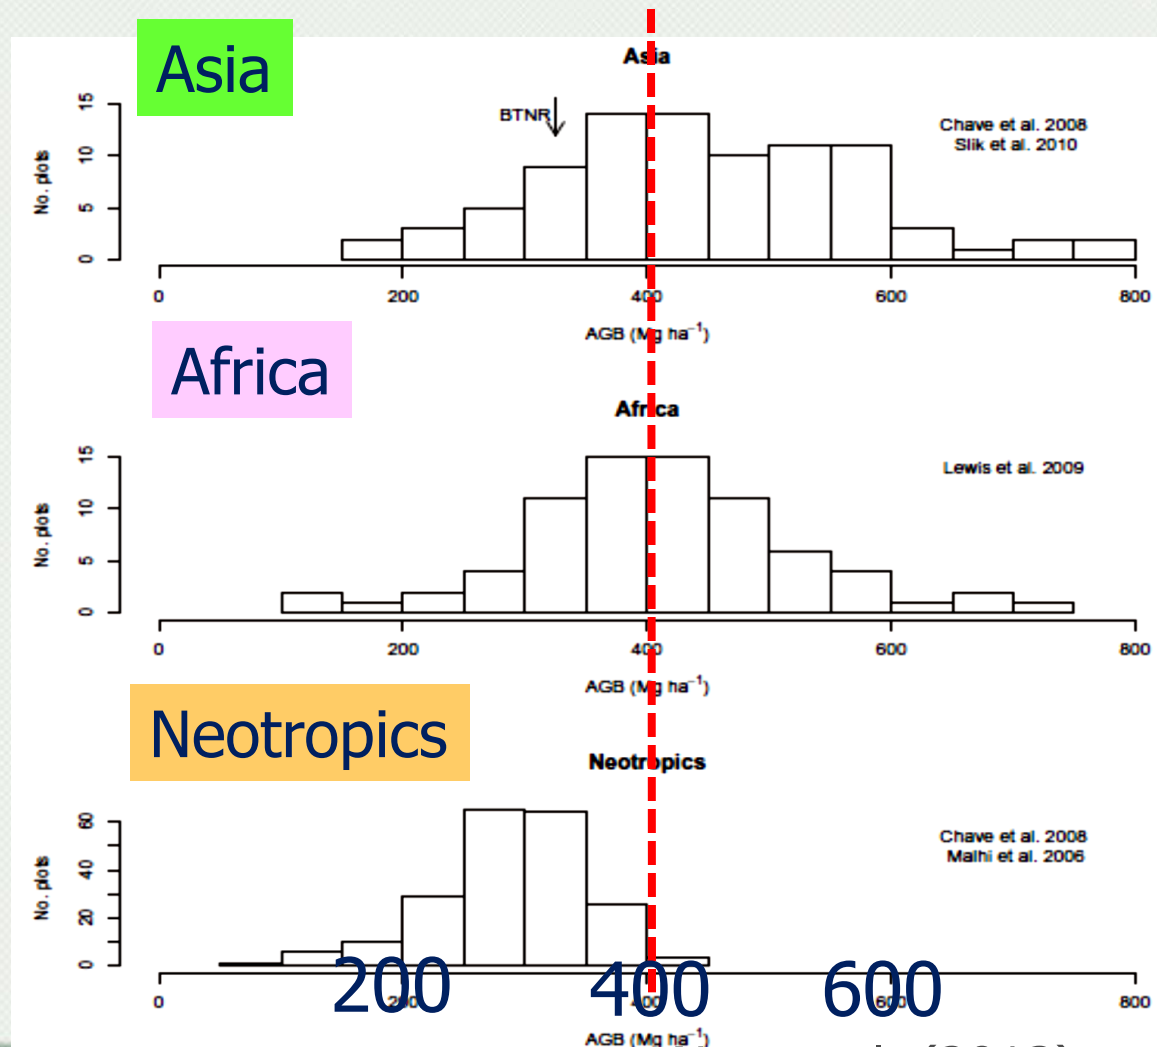 Asia
Asia
BTNR
Chave et al. 2008
Slik et al. 2010
No. plots
15
10
5
0
0 200 400 600 800
AGB (Mg ha⁻¹)
Africa
Africa
Lewis et al. 2009
No. plots
15
10
5
0
0 200 400 600 800
AGB (Mg ha⁻¹)
Neotropics
Neotropics
Chave et al. 2008
Malhi et al. 2006
No. plots
60
40
20
0
200 400 600
0 200 400 600 800
AGB (Mg ha⁻¹)